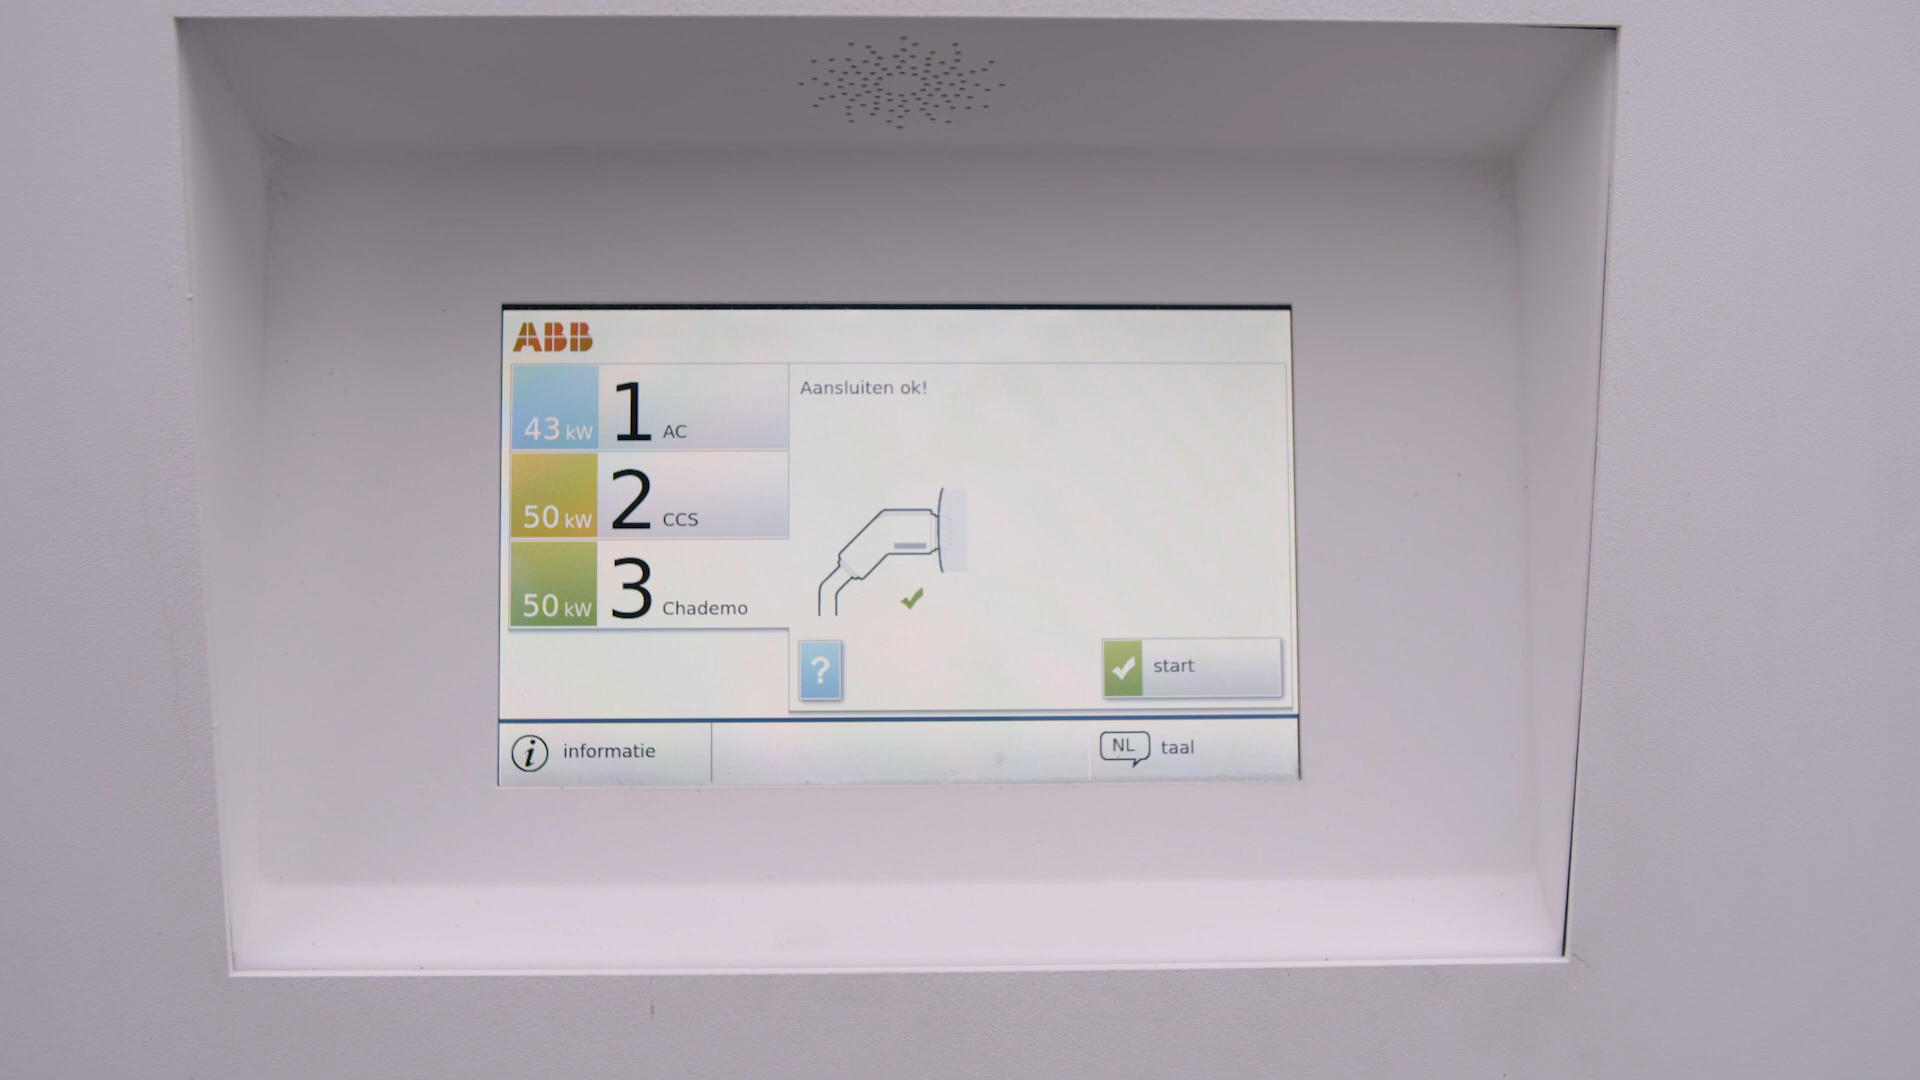 ABB
43 kW 1 AC
50 kW 2 CCS
50 kW 3 Chademo
Aansluiten ok!
? start
i informatie
NL taal